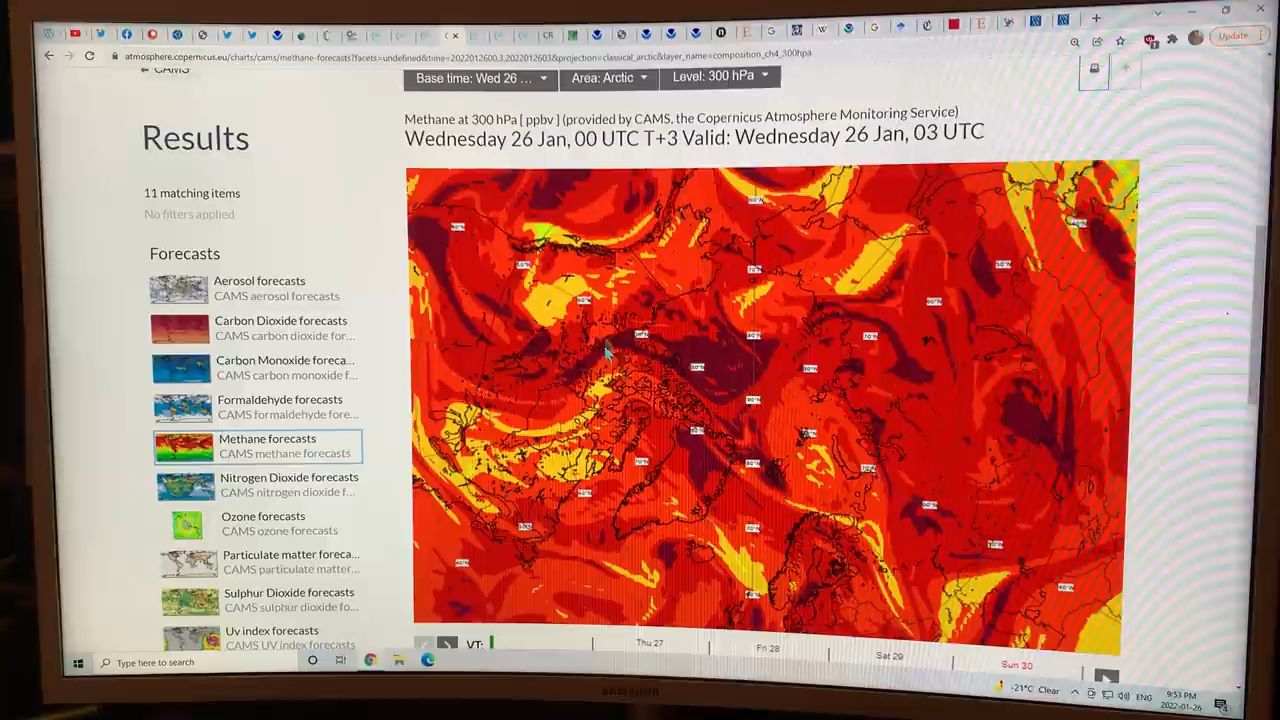 Update
atmosphere.copernicus.eu/charts/cams/methane-forecasts?facets=undefined&time=2022012600,3,2022012603&projection=classical_arctic&layer_name=composition_ch4_300hpa
CAMS
Base time: Wed 26 ... Area: Arctic Level: 300 hPa
Methane at 300 hPa [ ppbv ] (provided by CAMS, the Copernicus Atmosphere Monitoring Service)
Wednesday 26 Jan, 00 UTC T+3 Valid: Wednesday 26 Jan, 03 UTC
Results
11 matching items
No filters applied
Forecasts
Aerosol forecasts
CAMS aerosol forecasts
Carbon Dioxide forecasts
CAMS carbon dioxide for...
Carbon Monoxide foreca...
CAMS carbon monoxide f...
Formaldehyde forecasts
CAMS formaldehyde fore...
Methane forecasts
CAMS methane forecasts
Nitrogen Dioxide forecasts
CAMS nitrogen dioxide f...
Ozone forecasts
CAMS ozone forecasts
Particulate matter foreca...
CAMS particulate matter...
Sulphur Dioxide forecasts
CAMS sulphur dioxide fo...
Uv index forecasts
CAMS UV index forecasts
VT:
Thu 27
Fri 28
Sat 29
Sun 30
Type here to search
-21°C Clear
ENG
9:53 PM
2022-01-26
SAMSUNG